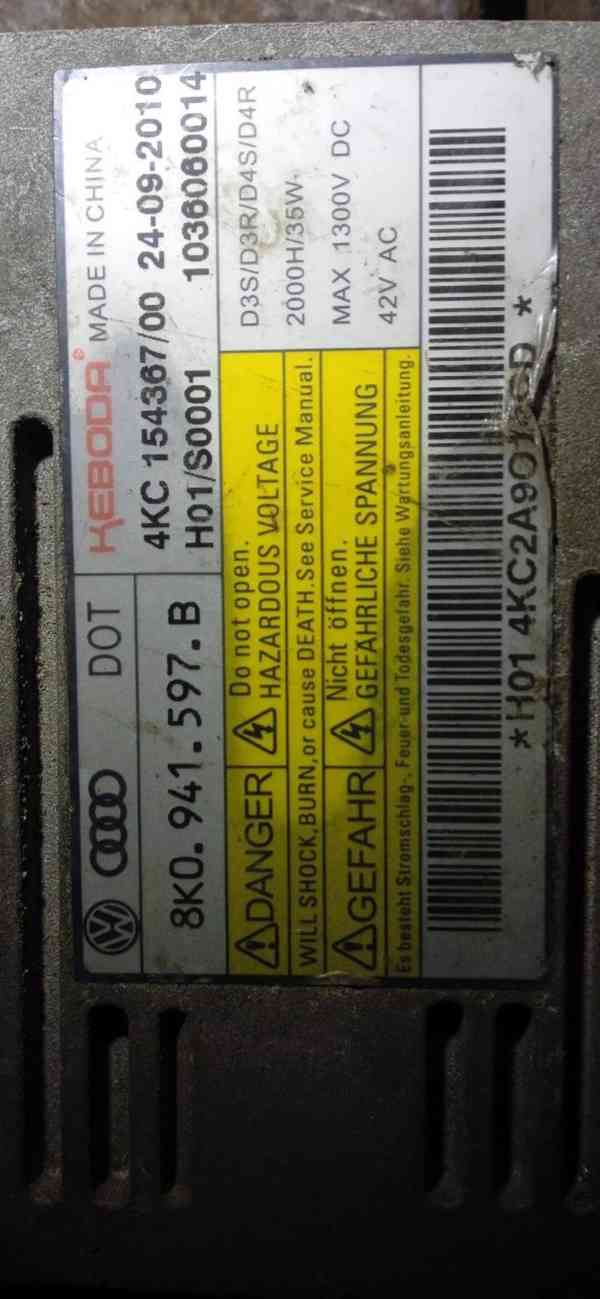 DOT
KEBODA® MADE IN CHINA
8K0.941.597.B
4KC 154367/00 24-09-2010
H01/S0001 1036060014
DANGER Do not open.
HAZARDOUS VOLTAGE
WILL SHOCK,BURN,or cause DEATH.See Service Manual.
GEFAHR Nicht öffnen.
GEFÄHRLICHE SPANNUNG
Es besteht Stromschlag-, Feuer-und Todesgefahr. Siehe Wartungsanleitung.
D3S/D3R/D4S/D4R
2000H/35W
MAX 1300V DC
42V AC
*H01